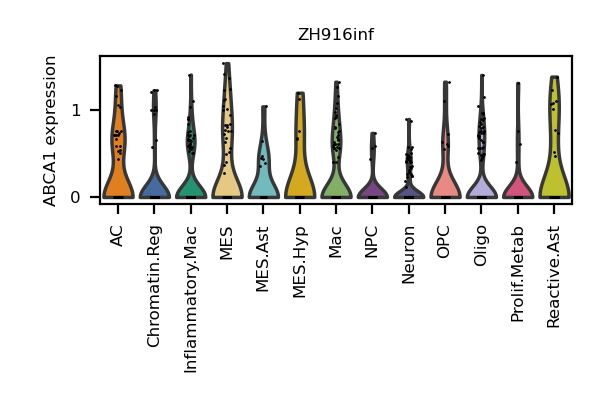 ZH916inf
ABCA1 expression
1
0
AC
Chromatin.Reg
Inflammatory.Mac
MES
MES.Ast
MES.Hyp
Mac
NPC
Neuron
OPC
Oligo
Prolif.Metab
Reactive.Ast